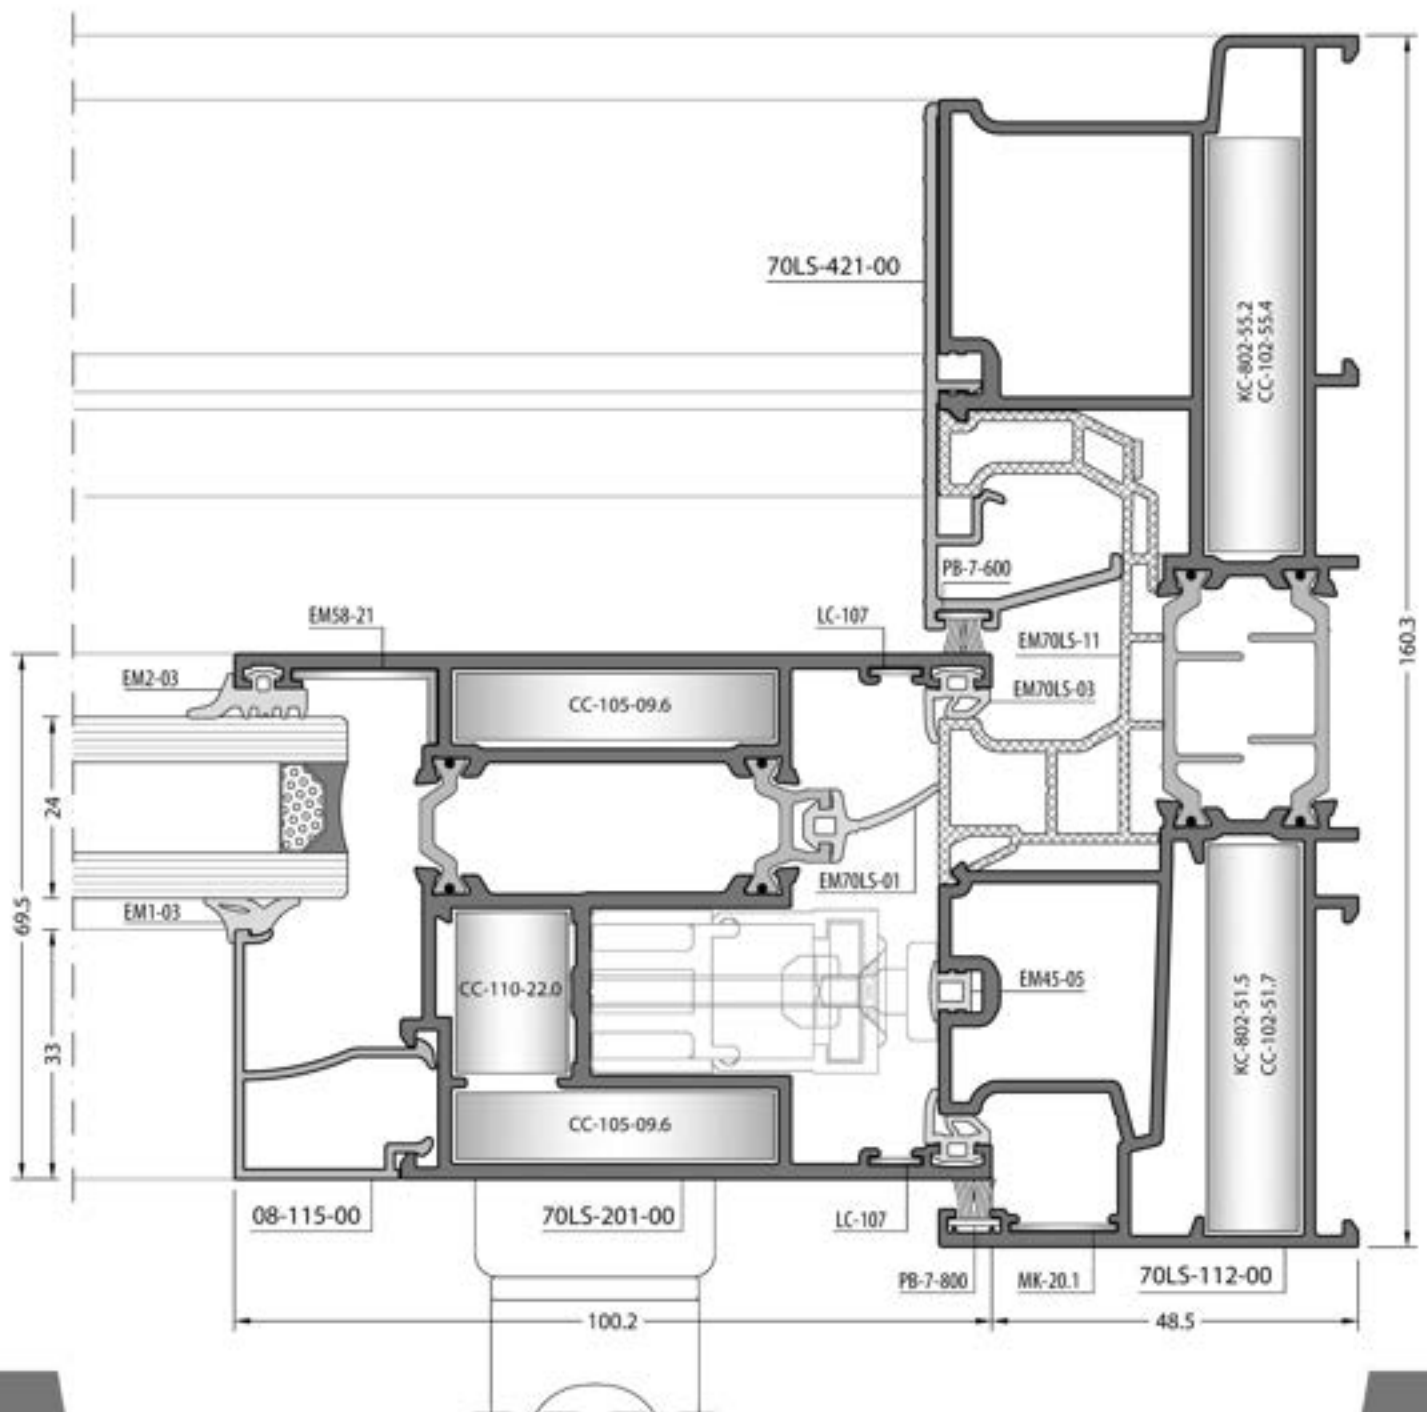 70LS-421-00
KC-802-55.2
CC-102-55.4
PB-7-600
EM58-21
LC-107
EM70LS-11
160.3
EM2-03
EM70LS-03
CC-105-09.6
24
EM70LS-01
69.5
EM1-03
CC-110-22.0
EM45-05
KC-802-51.5
CC-102-51.7
33
CC-105-09.6
08-115-00
70LS-201-00
LC-107
PB-7-800
MK-20.1
70LS-112-00
100.2
48.5